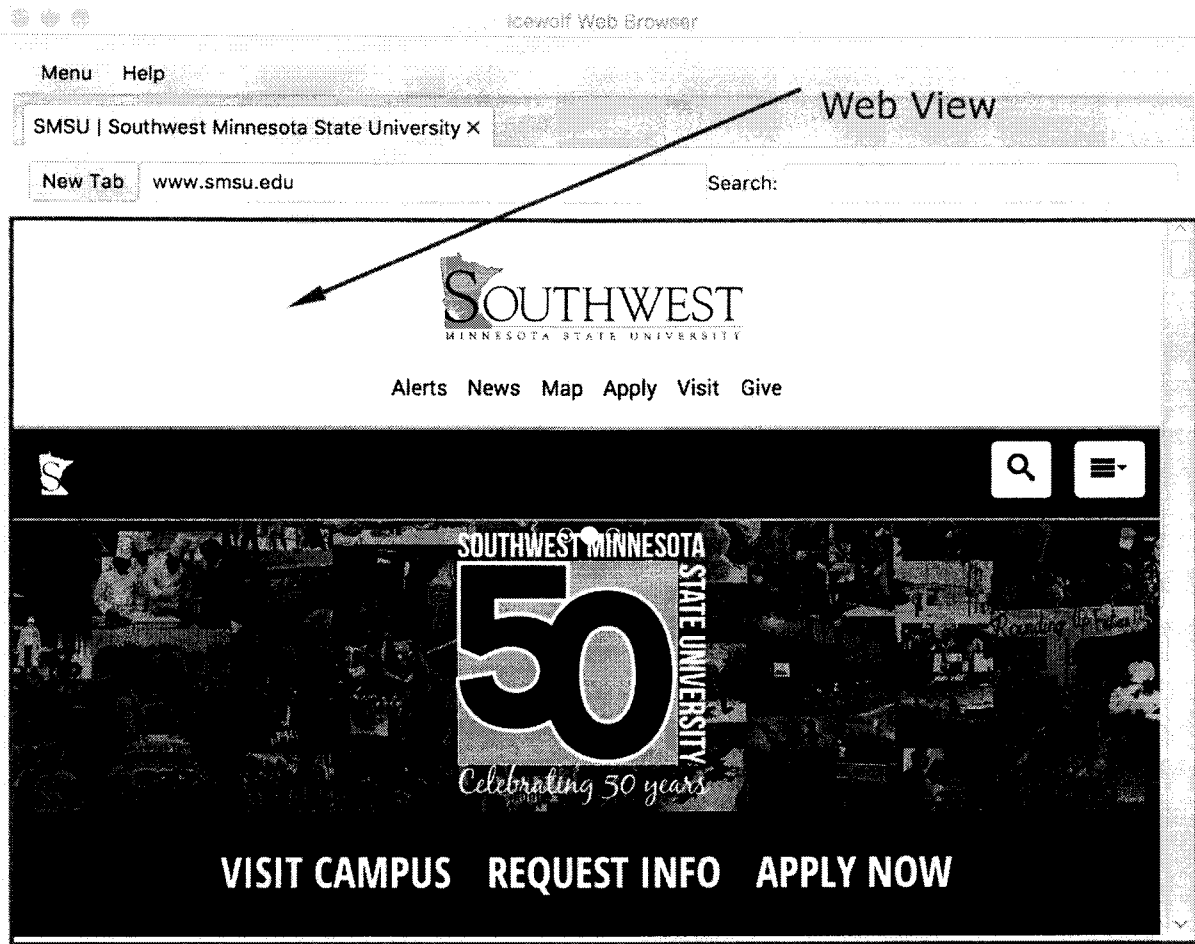 Icewolf Web Browser
Menu Help
Web View
SMSU | Southwest Minnesota State University ×
New Tab www.smsu.edu Search:
SOUTHWEST
MINNESOTA STATE UNIVERSITY
Alerts News Map Apply Visit Give
S
SOUTHWEST MINNESOTA
STATE UNIVERSITY
50
Celebrating 50 years
VISIT CAMPUS REQUEST INFO APPLY NOW